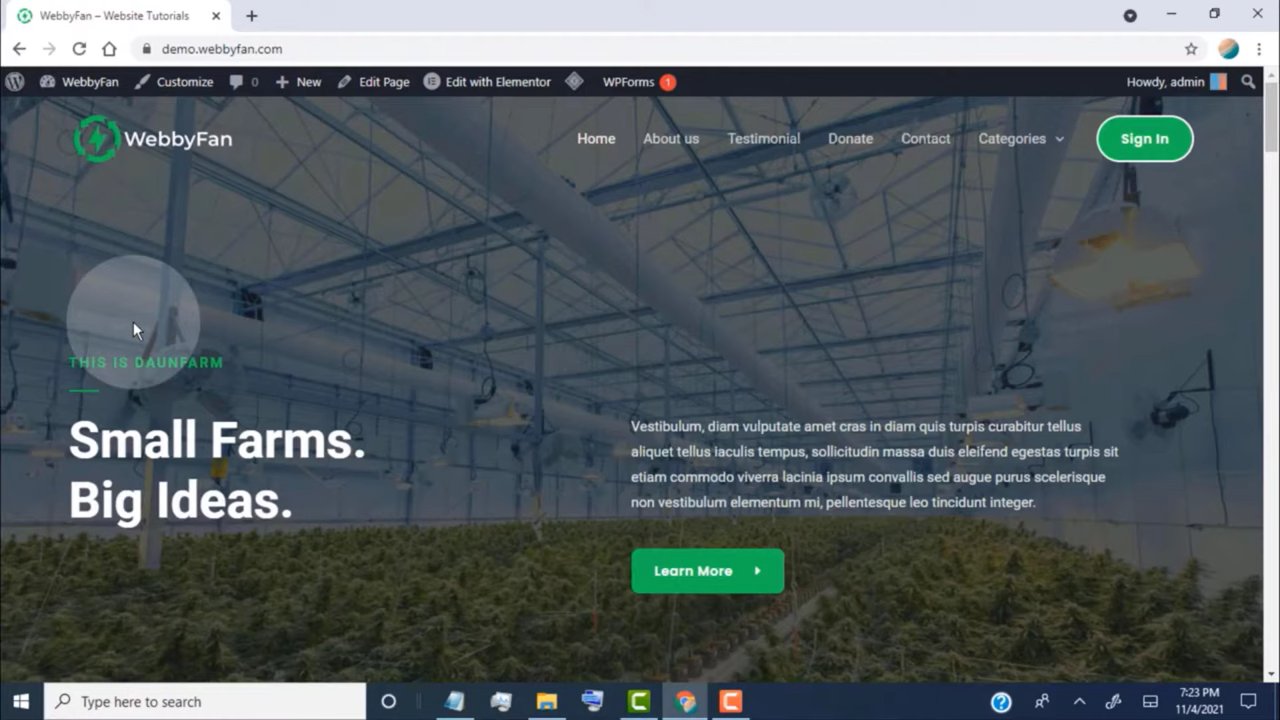 WebbyFan – Website Tutorials
demo.webbyfan.com
WebbyFan Customize 0 New Edit Page Edit with Elementor WPForms 1 Howdy, admin
WebbyFan Home About us Testimonial Donate Contact Categories Sign In
THIS IS DAUNFARM
Small Farms.
Big Ideas.
Vestibulum, diam vulputate amet cras in diam quis turpis curabitur tellus
aliquet tellus iaculis tempus, sollicitudin massa duis eleifend egestas turpis sit
etiam commodo viverra lacinia ipsum convallis sed augue purus scelerisque
non vestibulum elementum mi, pellentesque leo tincidunt integer.
Learn More
Type here to search
7:23 PM
11/4/2021